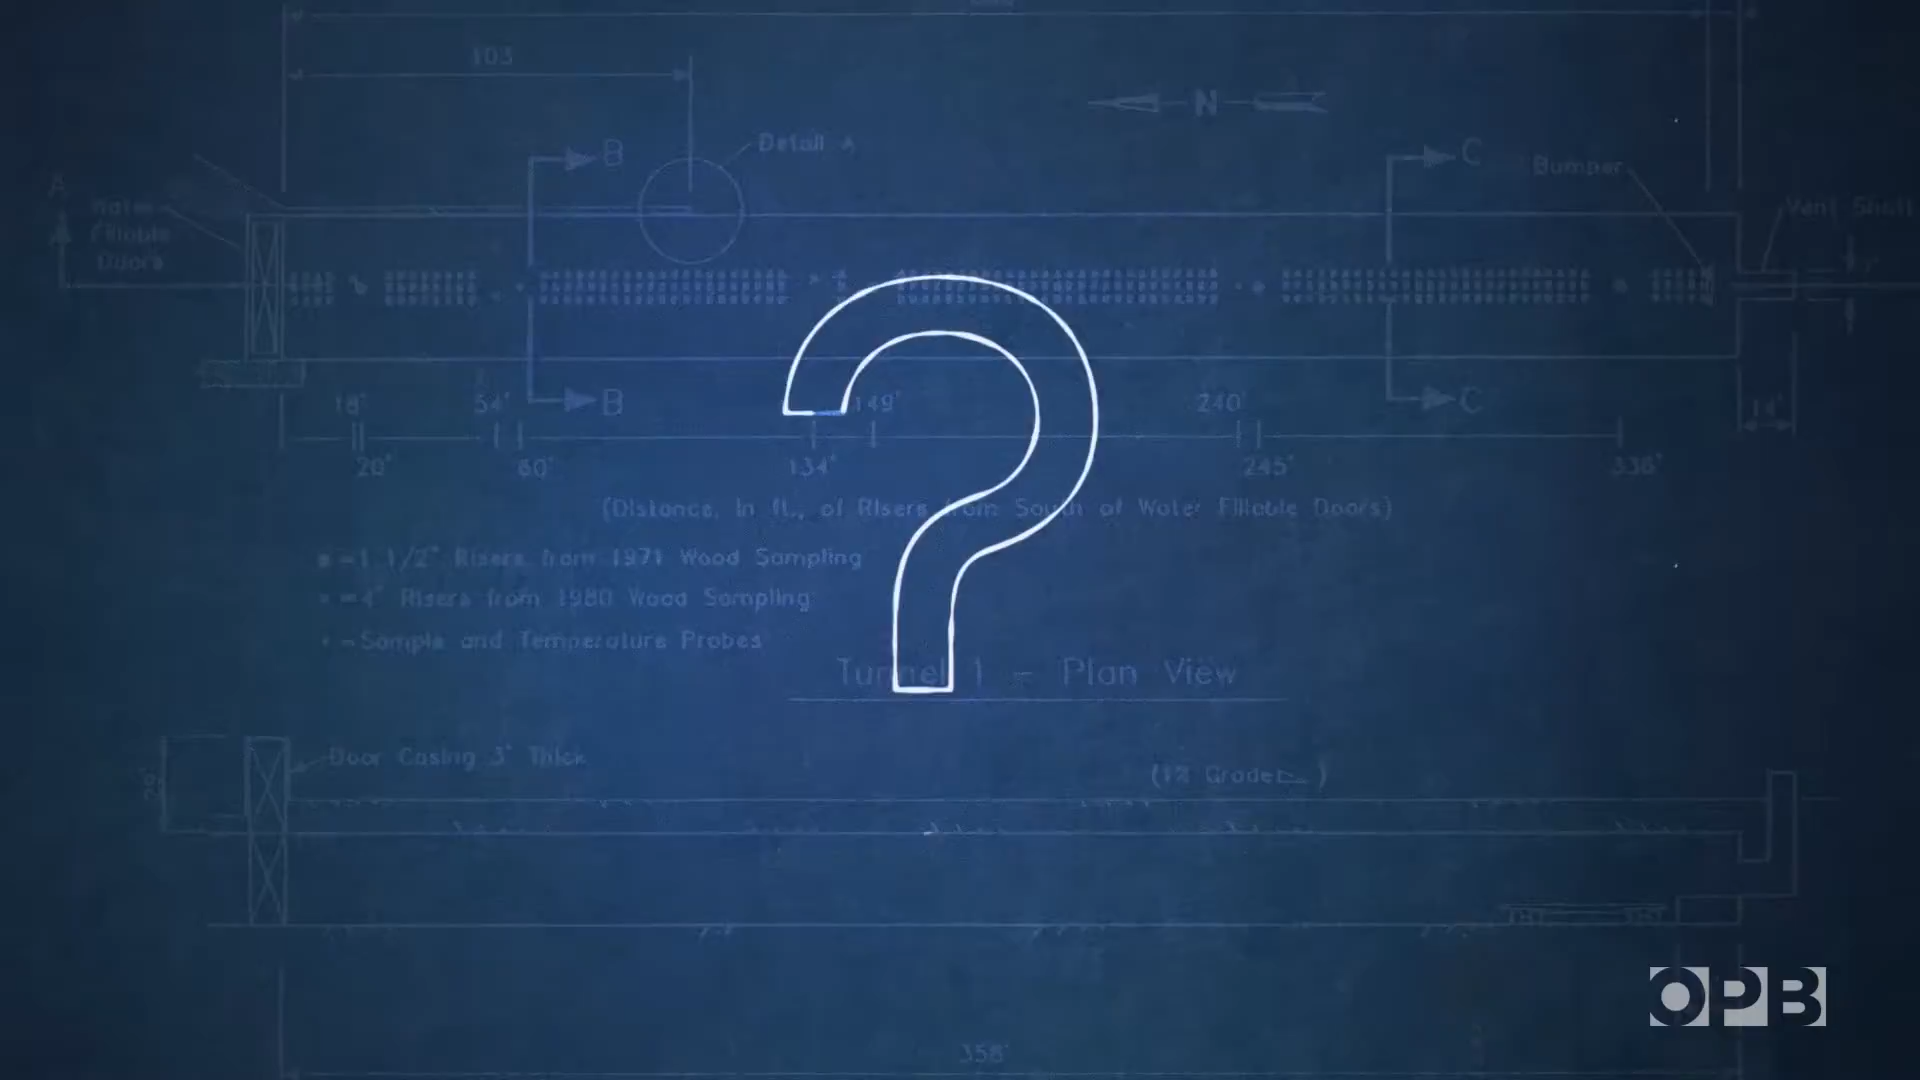 103
N
B
Detail A
C
Bumper
A
Water
Fillable
Doors
Vent Shaft
18'
54'
B
149'
240'
C
14'
20'
60'
134'
245'
336'
(Distance, In ft., of Risers from South of Water Fillable Doors)
=1 1/2" Risers from 1971 Wood Sampling
=4" Risers from 1980 Wood Sampling
=Sample and Temperature Probes
Tunnel 1 - Plan View
Door Casing 3' Thick
(1% Grade )
OPB
358'